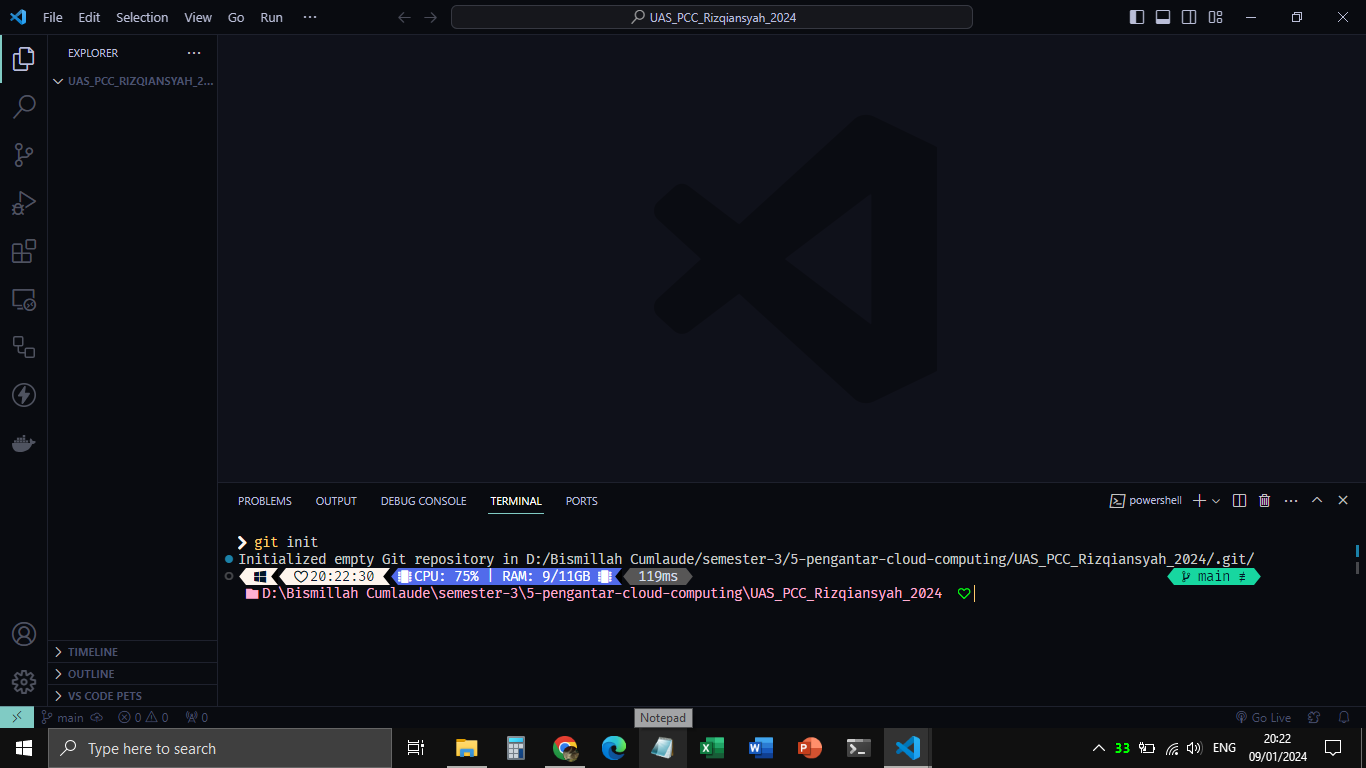 File Edit Selection View Go Run ···
UAS_PCC_Rizqiansyah_2024
EXPLORER
UAS_PCC_RIZQIANSYAH_2...
TIMELINE
OUTLINE
VS CODE PETS
PROBLEMS OUTPUT DEBUG CONSOLE TERMINAL PORTS
powershell
git init
Initialized empty Git repository in D:/Bismillah Cumlaude/semester-3/5-pengantar-cloud-computing/UAS_PCC_Rizqiansyah_2024/.git/
20:22:30 CPU: 75% | RAM: 9/11GB 119ms main ≢
D:\Bismillah Cumlaude\semester-3\5-pengantar-cloud-computing\UAS_PCC_Rizqiansyah_2024
main 0 0 0 Go Live
Notepad
Type here to search
33 ENG
20:22
09/01/2024